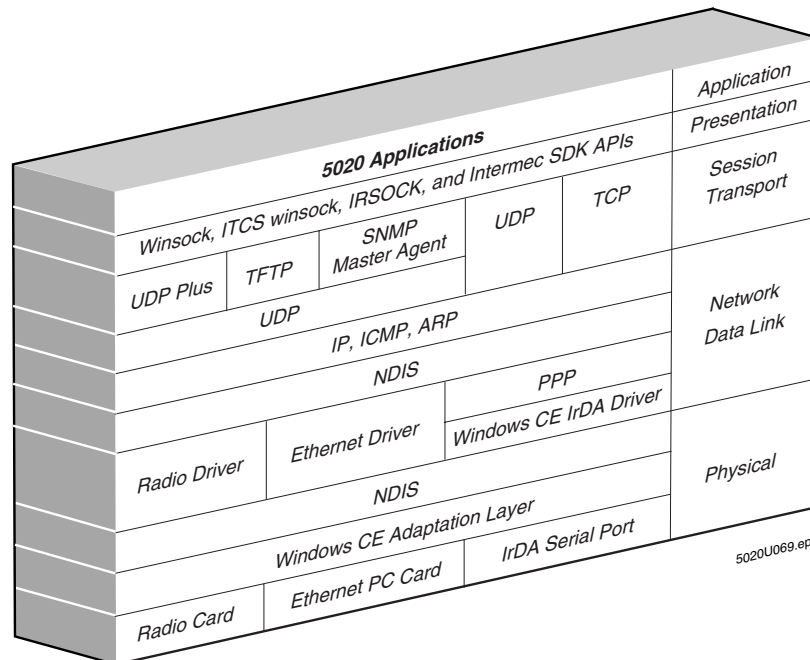 5020 Applications
Application
Winsock, ITCS winsock, IRSOCK, and Intermec SDK APIs
Presentation
UDP Plus
TFTP
SNMP
Master Agent
UDP
TCP
Session
Transport
UDP
IP, ICMP, ARP
Network
Data Link
NDIS
Radio Driver
Ethernet Driver
PPP
Windows CE IrDA Driver
NDIS
Physical
Windows CE Adaptation Layer
Radio Card
Ethernet PC Card
IrDA Serial Port
5020U069.ep